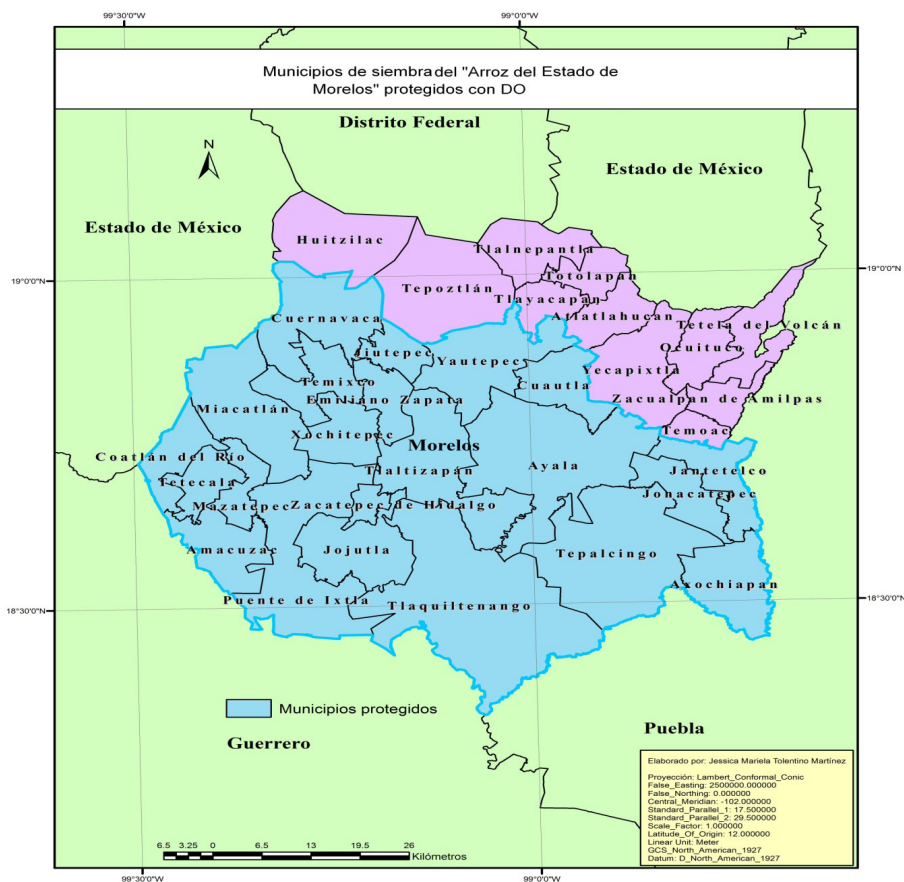 99°30'0"W
99°0'0"W
Municipios de siembra del "Arroz del Estado de
Morelos" protegidos con DO
Distrito Federal
N
Estado de México
Estado de México
Huitzilac
Tlalnepantla
19°0'0"N
19°0'0"N
Totolapan
Tepoztlán
Tlayacapan
Atlatlahucan
Cuernavaca
Tetela del Volcán
Ocuituco
Jiutepec
Yautepec
Yecapixtla
Temixco
Cuautla
Emiliano Zapata
Zacualpan de Amilpas
Miacatlán
Xochitepec
Temoac
Morelos
Coatlán del Río
Tlaltizapán
Ayala
Jantetelco
Tetecala
Jonacatepec
Mazatepec
Zacatepec de Hidalgo
Amacuzac
Jojutla
Tepalcingo
Axochiapan
Puente de Ixtla
Tlaquiltenango
18°30'0"N
18°30'0"N
Municipios protegidos
Guerrero
Puebla
Elaborado por: Jessica Mariela Tolentino Martínez
Proyección: Lambert_Conformal_Conic
False_Easting: 2500000.000000
False_Northing: 0.000000
Central_Meridian: -102.000000
Standard_Parallel_1: 17.500000
Standard_Parallel_2: 29.500000
Scale_Factor: 1.000000
Latitude_Of_Origin: 12.000000
Linear Unit: Meter
GCS_North_American_1927
Datum: D_North_American_1927
6.5 3.25 0 6.5 13 19.5 26
Kilómetros
99°30'0"W
99°0'0"W